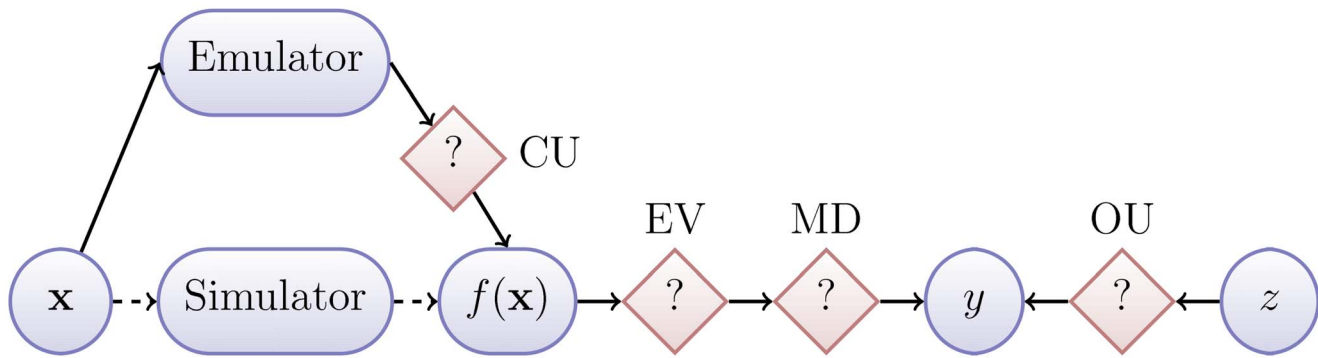 Emulator
? CU
EV MD OU
x Simulator f(x) ? ? y ? z